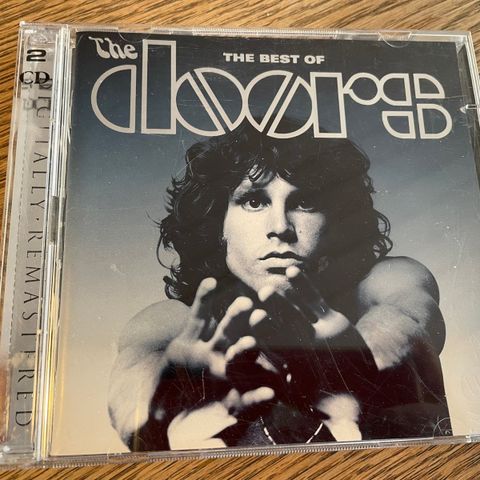 The
THE BEST OF
doors
2
CD
DIGITALLY · REMASTERED